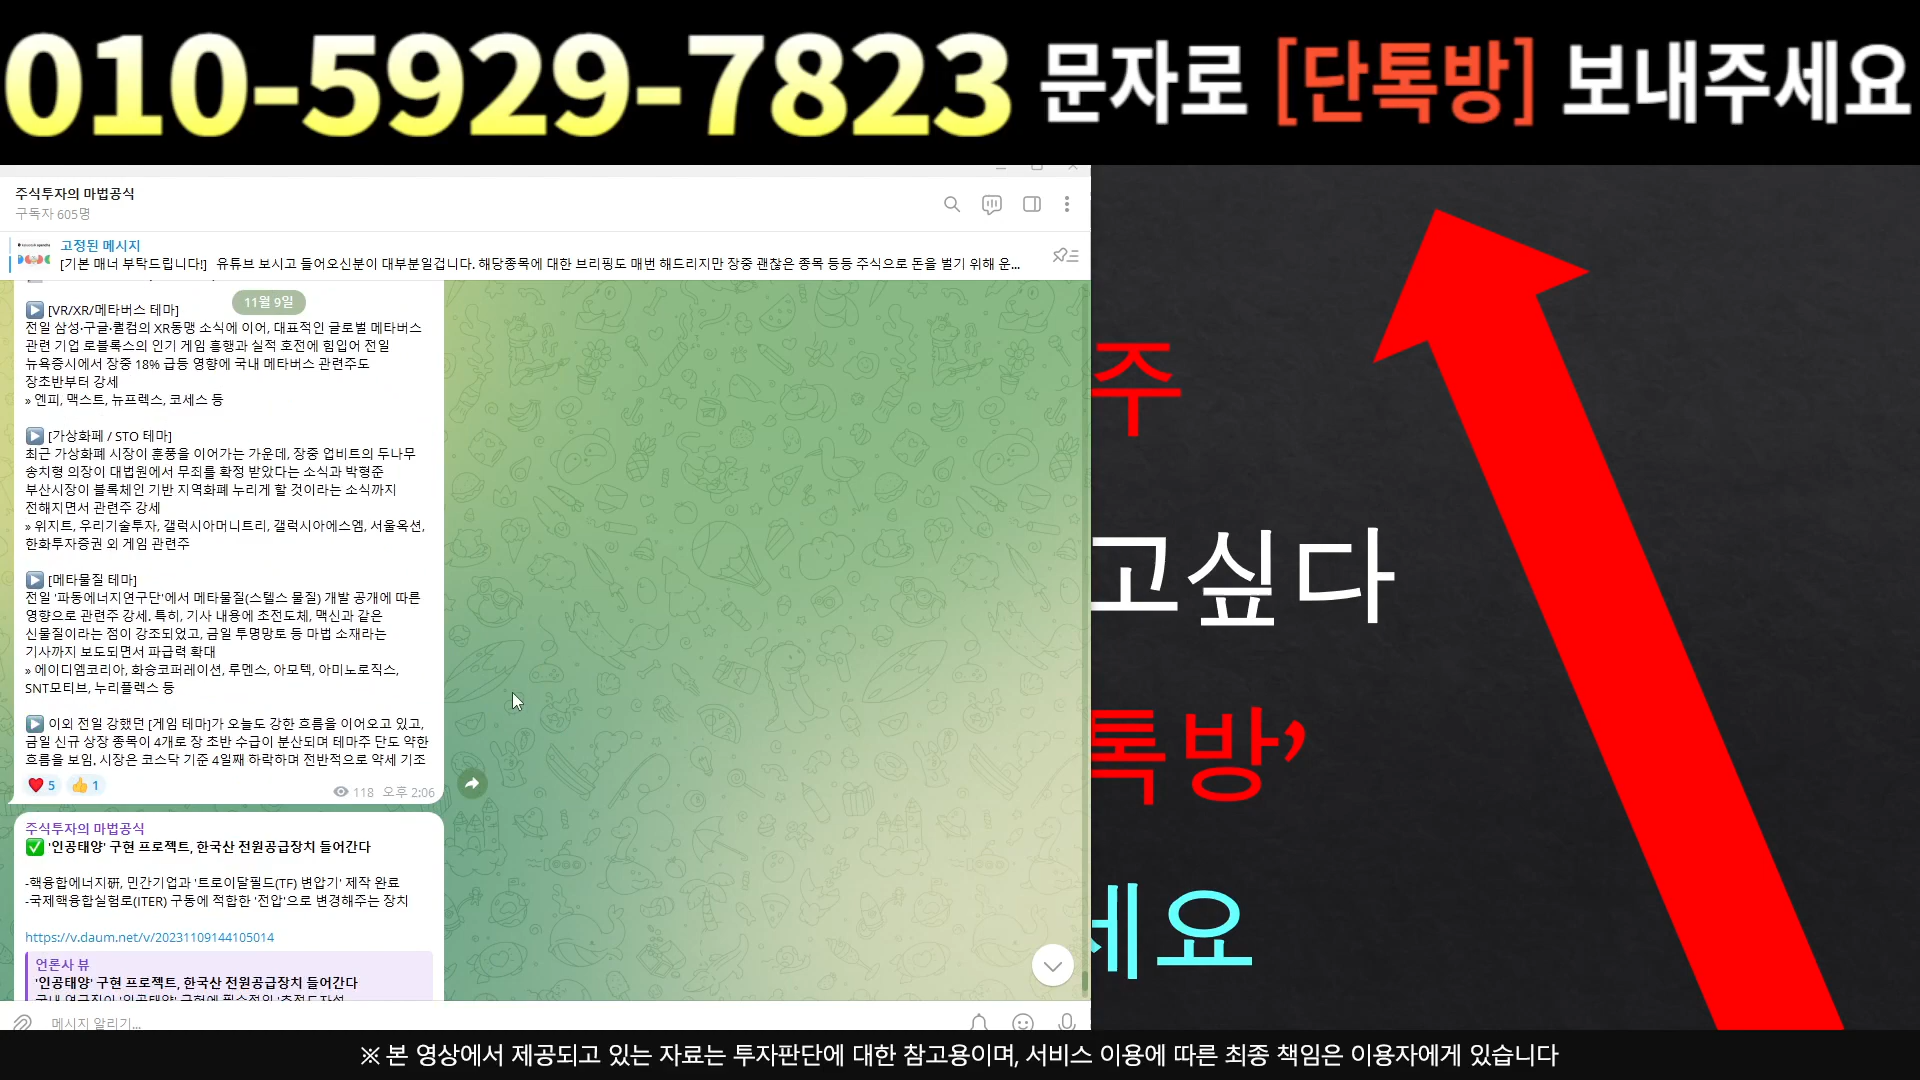 010-5929-7823 문자로 [단톡방] 보내주세요
주식투자의 마법공식
구독자 605명
고정된 메시지
[기본 매너 부탁드립니다!] 유튜브 보시고 들어오신분이 대부분일겁니다. 해당종목에 대한 브리핑도 매번 해드리지만 장중 괜찮은 종목 등등 주식으로 돈을 벌기 위해 운...
11월 9일
[VR/XR/메타버스 테마]
전일 삼성·구글·퀄컴의 XR동맹 소식에 이어, 대표적인 글로벌 메타버스
관련 기업 로블록스의 인기 게임 흥행과 실적 호전에 힘입어 전일
뉴욕증시에서 장중 18% 급등 영향에 국내 메타버스 관련주도
장초반부터 강세
» 엔피, 맥스트, 뉴프렉스, 코세스 등
[가상화폐 / STO 테마]
최근 가상화폐 시장이 훈풍을 이어가는 가운데, 장중 업비트의 두나무
송치형 의장이 대법원에서 무죄를 확정 받았다는 소식과 박형준
부산시장이 블록체인 기반 지역화폐 누리게 할 것이라는 소식까지
전해지면서 관련주 강세
» 위지트, 우리기술투자, 갤럭시아머니트리, 갤럭시아에스엠, 서울옥션,
한화투자증권 외 게임 관련주
[메타물질 테마]
전일 '파동에너지연구단'에서 메타물질(스텔스 물질) 개발 공개에 따른
영향으로 관련주 강세. 특히, 기사 내용에 초전도체, 맥신과 같은
신물질이라는 점이 강조되었고, 금일 투명망토 등 마법 소재라는
기사까지 보도되면서 파급력 확대
» 에이디엠코리아, 화승코퍼레이션, 루멘스, 아모텍, 아미노로직스,
SNT모티브, 누리플렉스 등
이외 전일 강했던 [게임 테마]가 오늘도 강한 흐름을 이어오고 있고,
금일 신규 상장 종목이 4개로 장 초반 수급이 분산되며 테마주 단도 약한
흐름을 보임. 시장은 코스닥 기준 4일째 하락하며 전반적으로 약세 기조
5 1 118 오후 2:06
주식투자의 마법공식
'인공태양' 구현 프로젝트, 한국산 전원공급장치 들어간다
-핵융합에너지硏, 민간기업과 '트로이달필드(TF) 변압기' 제작 완료
-국제핵융합실험로(ITER) 구동에 적합한 '전압'으로 변경해주는 장치
https://v.daum.net/v/20231109144105014
언론사 뷰
'인공태양' 구현 프로젝트, 한국산 전원공급장치 들어간다
메시지 알리기...
주
고싶다
톡방’
세요
※ 본 영상에서 제공되고 있는 자료는 투자판단에 대한 참고용이며, 서비스 이용에 따른 최종 책임은 이용자에게 있습니다